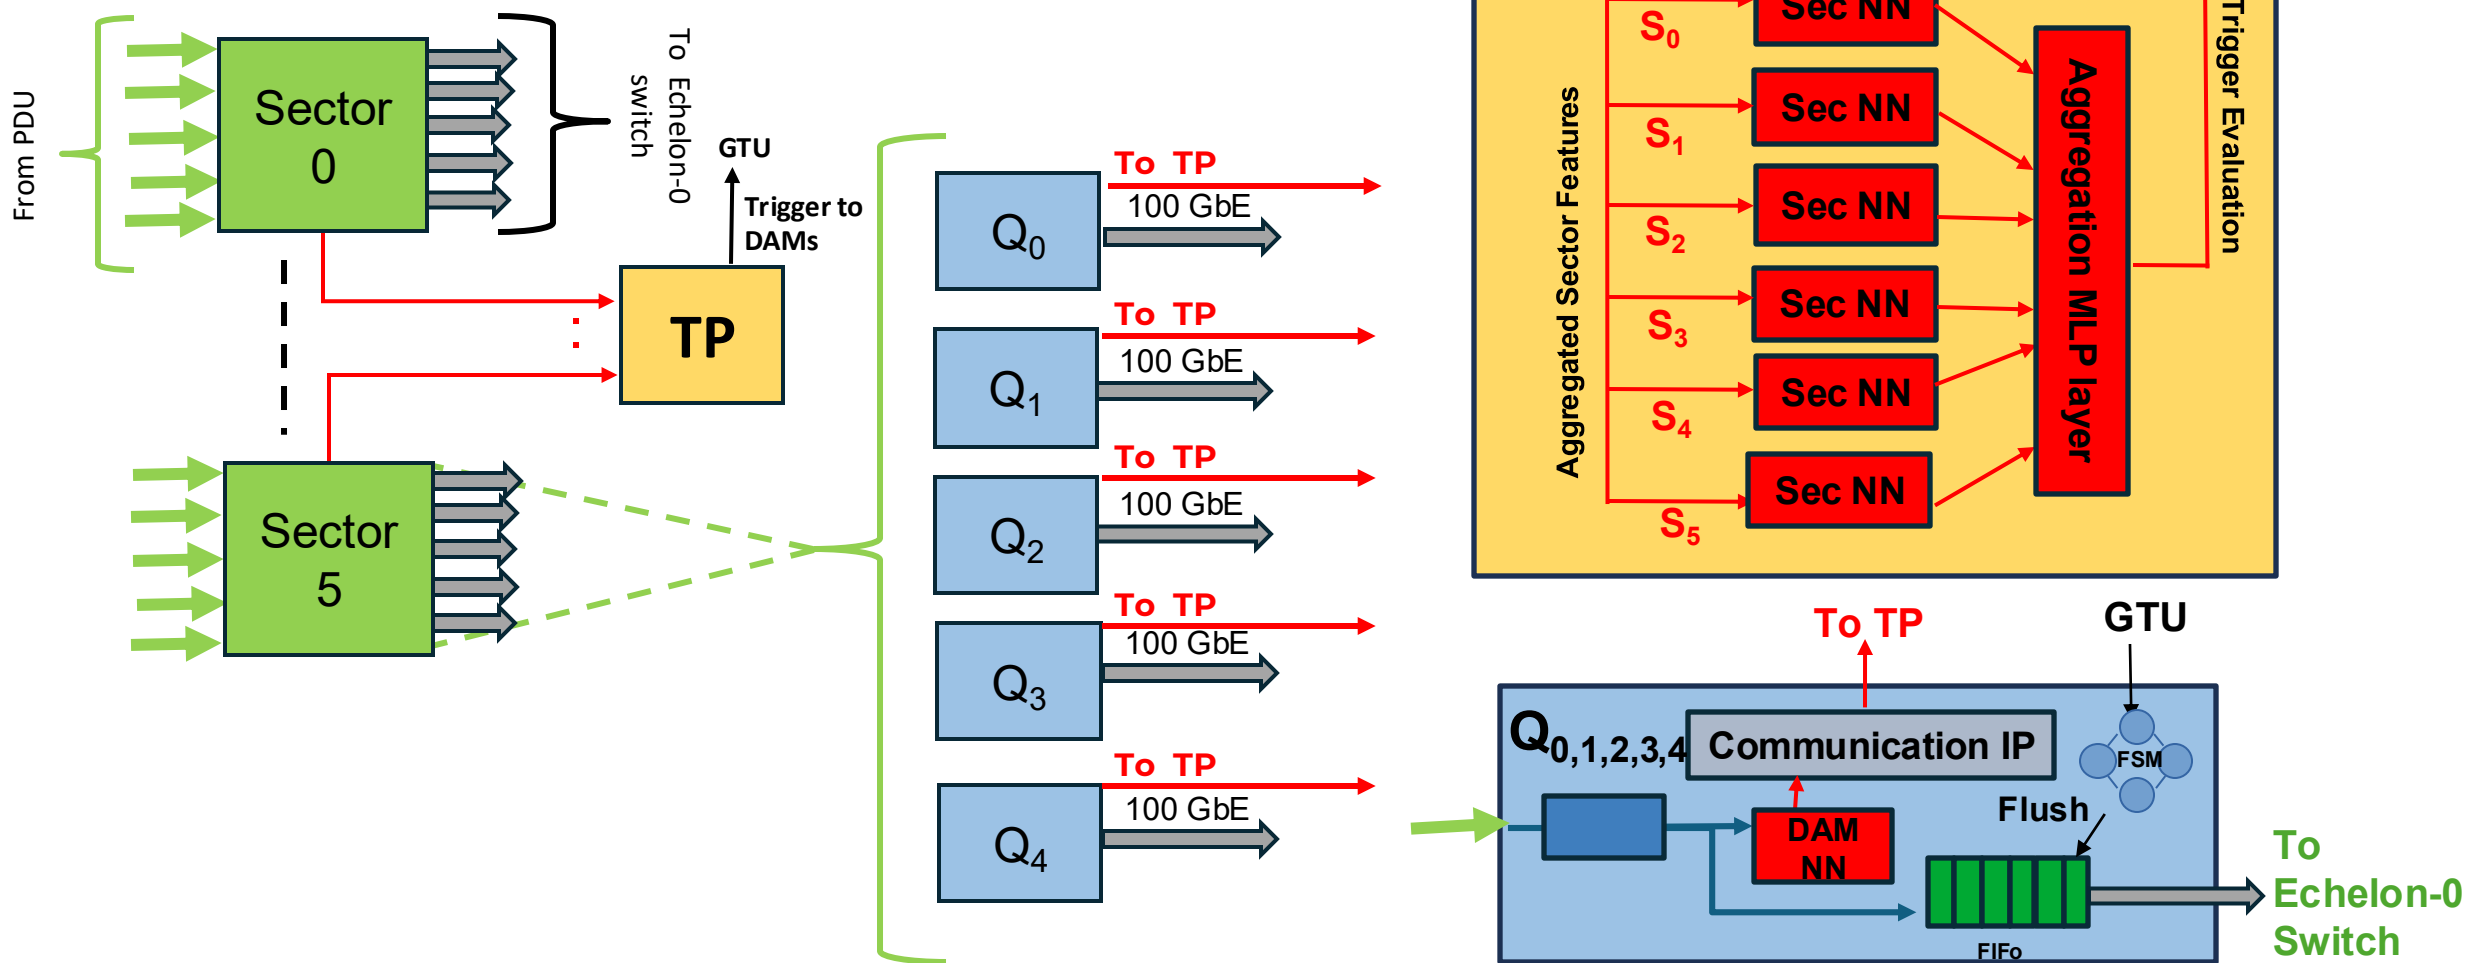 From PDU
Sector
0
To Echelon-0
switch
GTU
Trigger to
DAMs
TP
Sector
5
Q0
To TP
100 GbE
Q1
To TP
100 GbE
Q2
To TP
100 GbE
Q3
To TP
100 GbE
Q4
To TP
100 GbE
Aggregated Sector Features
S0
Sec NN
S1
Sec NN
S2
Sec NN
S3
Sec NN
S4
Sec NN
S5
Sec NN
Aggregation MLP layer
Trigger Evaluation
To TP
GTU
Q0,1,2,3,4
Communication IP
FSM
Flush
DAM
NN
FIFo
To
Echelon-0
Switch